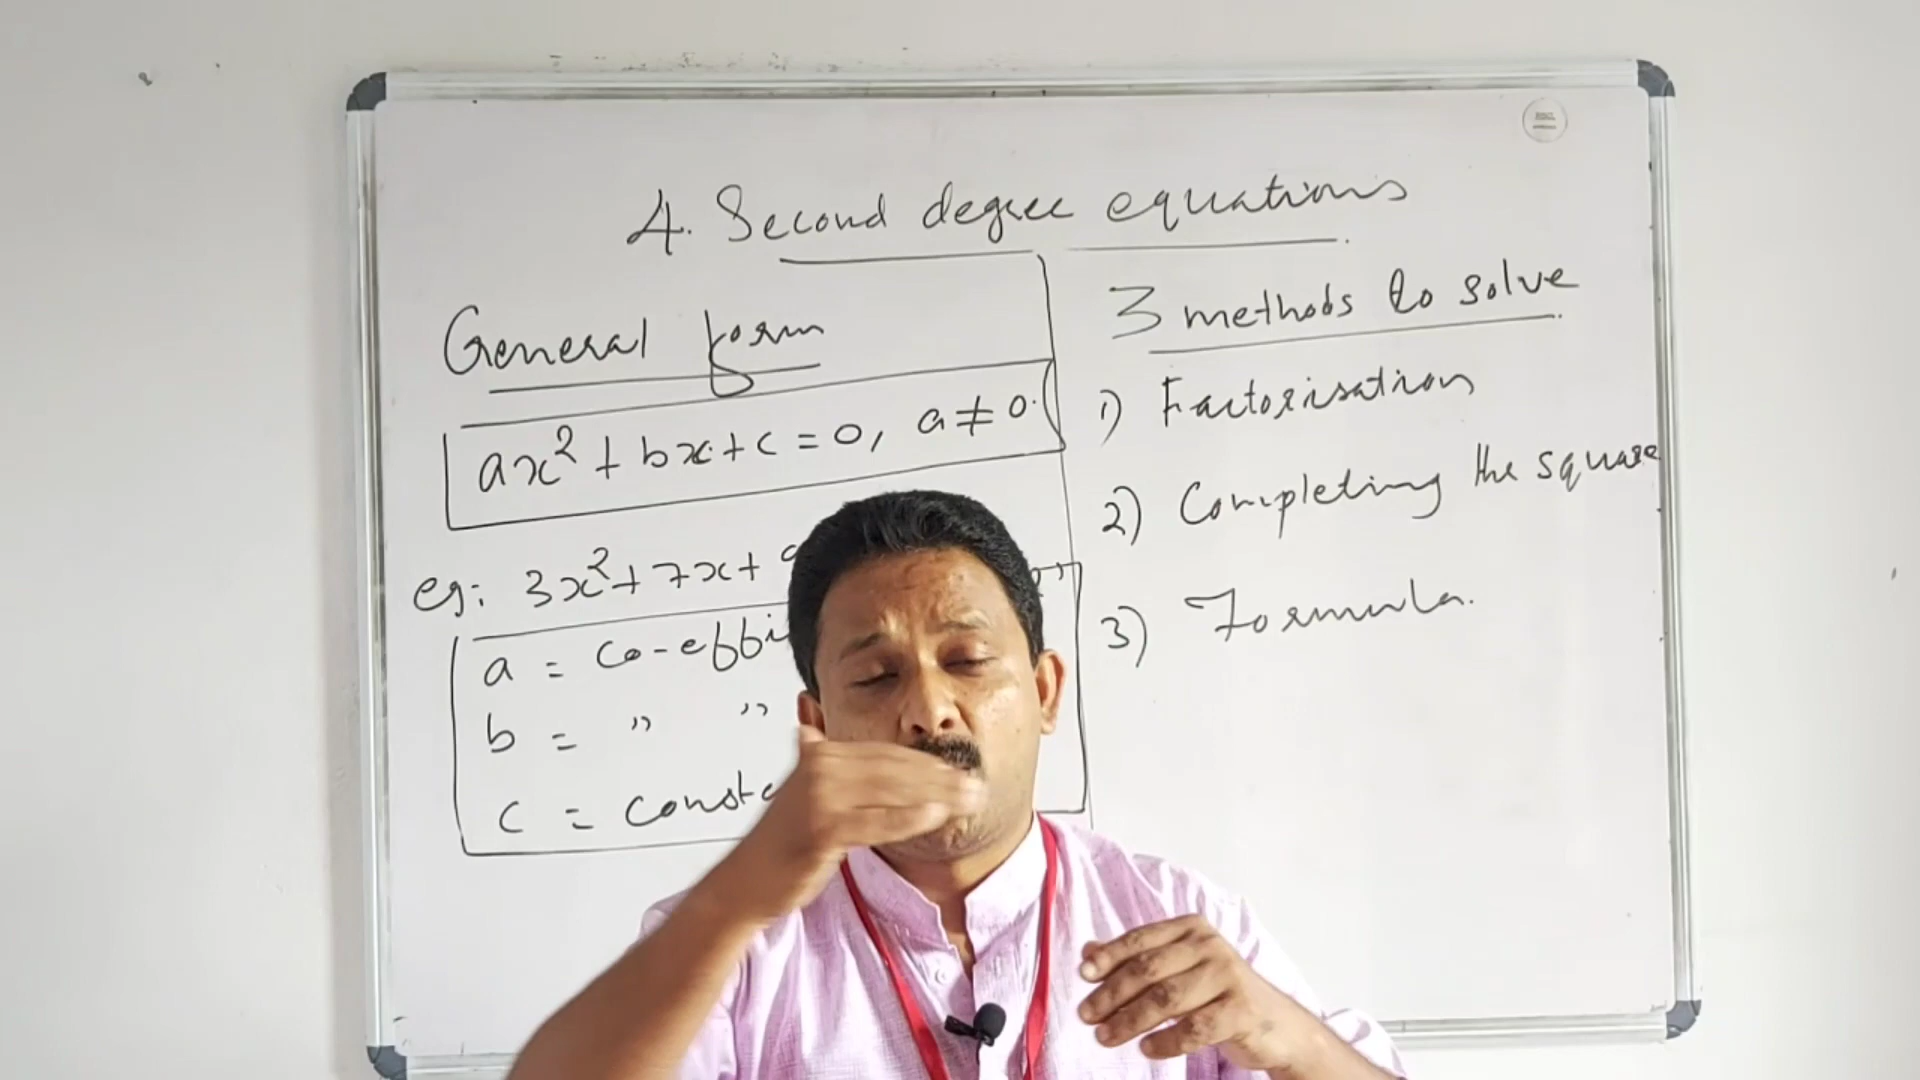 4. Second degree equations
General form
ax² + bx + c = 0, a ≠ 0.
eg: 3x² + 7x +
a = co-effi
b = " "
c = consta
3 methods to solve
1) Factorisation
2) Completing the square
3) Formula.